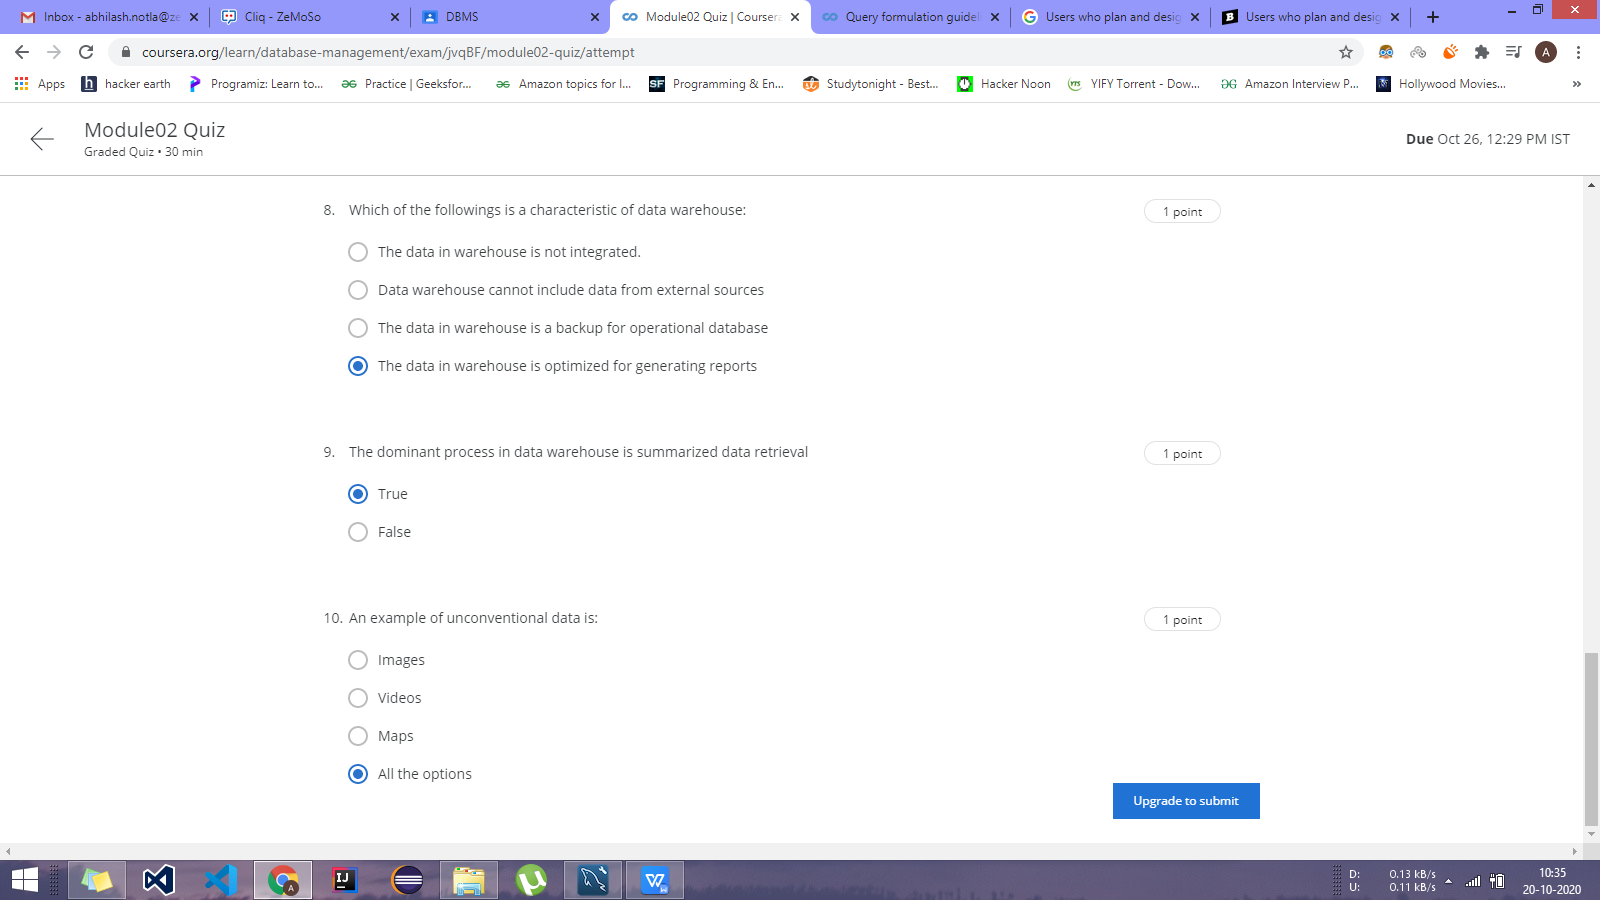 Inbox - abhilash.notla@ze
Cliq - ZeMoSo
DBMS
Module02 Quiz | Coursera
Query formulation guideli
Users who plan and desig
Users who plan and desig
coursera.org/learn/database-management/exam/jvqBF/module02-quiz/attempt
A
Apps
h hacker earth
Programiz: Learn to...
Practice | Geeksfor...
Amazon topics for I...
SF Programming & En...
Studytonight - Best...
Hacker Noon
YTS YIFY Torrent - Dow...
Amazon Interview P...
Hollywood Movies...
»
Module02 Quiz
Graded Quiz • 30 min
Due Oct 26, 12:29 PM IST
8. Which of the followings is a characteristic of data warehouse:
1 point
The data in warehouse is not integrated.
Data warehouse cannot include data from external sources
The data in warehouse is a backup for operational database
The data in warehouse is optimized for generating reports
9. The dominant process in data warehouse is summarized data retrieval
1 point
True
False
10. An example of unconventional data is:
1 point
Images
Videos
Maps
All the options
Upgrade to submit
D: 0.13 kB/s
U: 0.11 kB/s
10:35
20-10-2020